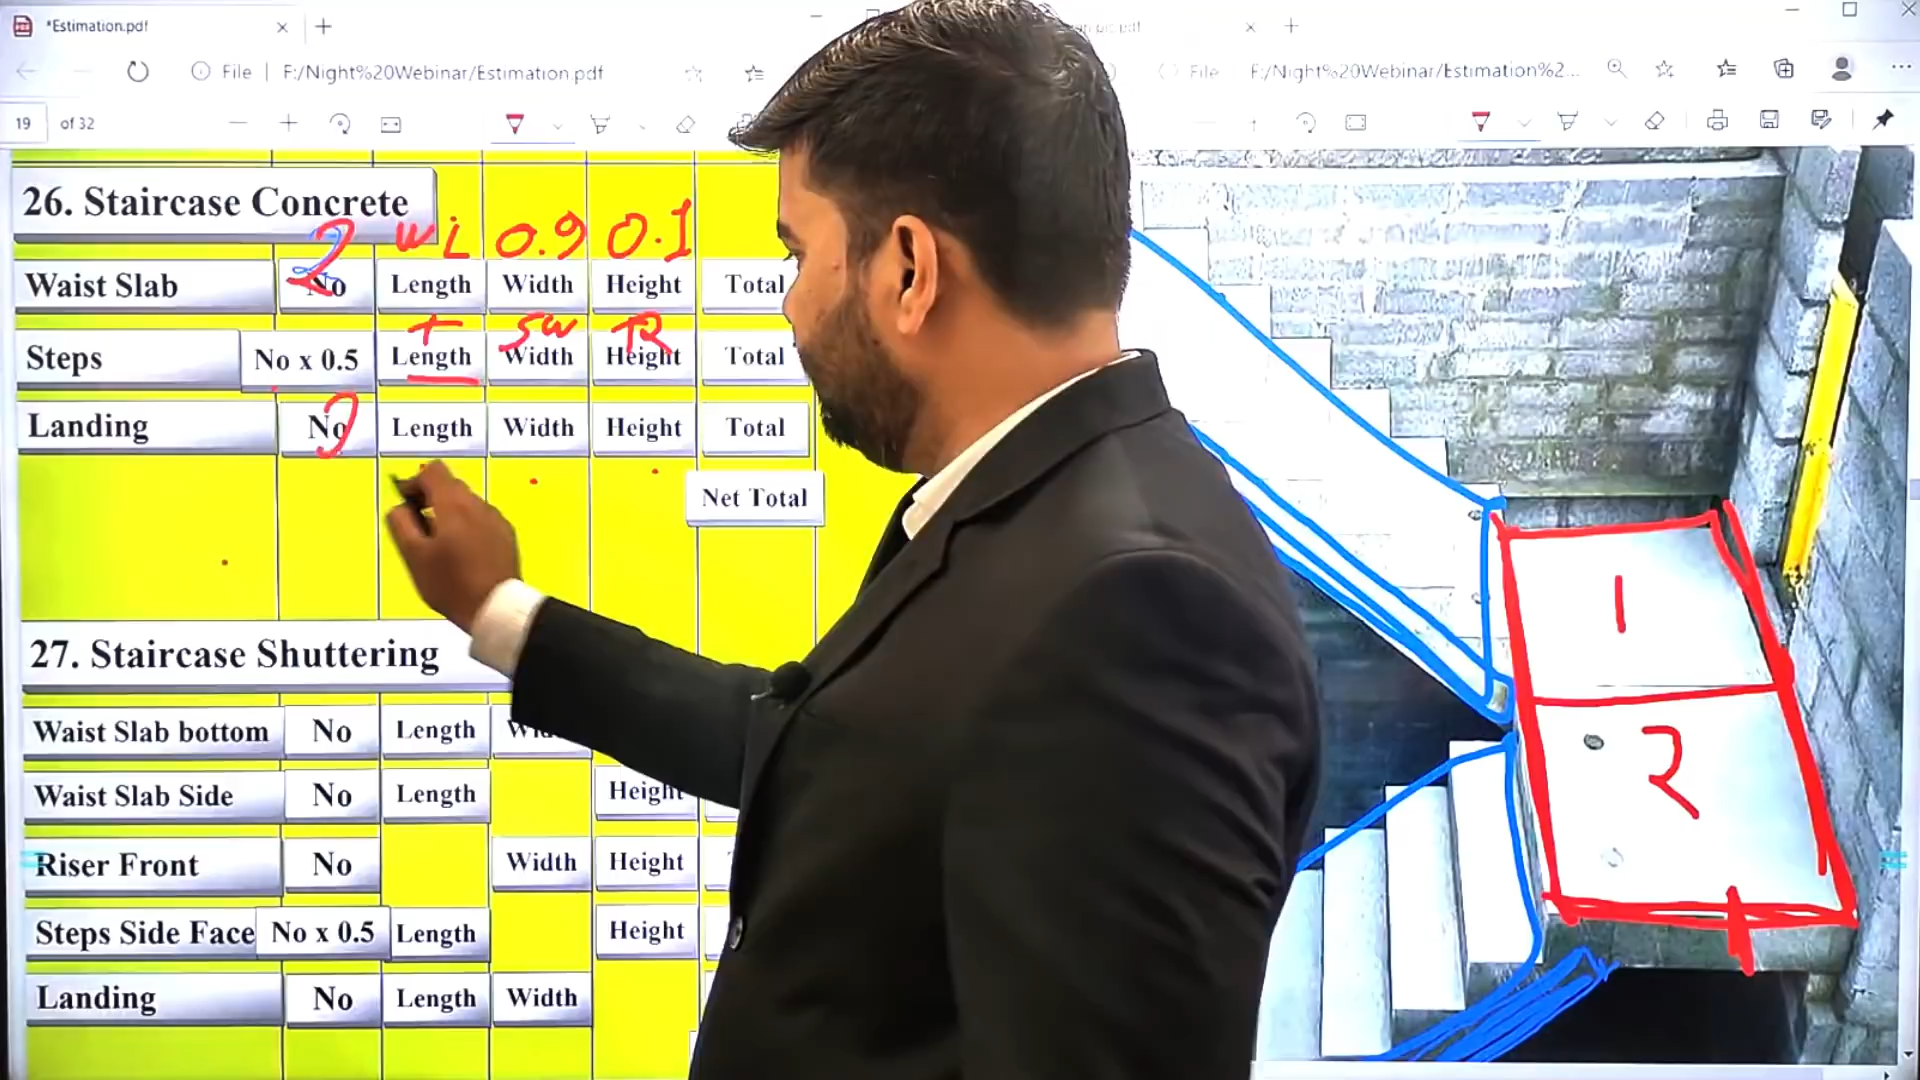 *Estimation.pdf
File | F:/Night%20Webinar/Estimation.pdf
File F:/Night%20Webinar/Estimation%2...
19 of 32
26. Staircase Concrete
2 WL 0.9 0.1
Waist Slab No Length Width Height Total
T SW R
Steps No x 0.5 Length Width Height Total
Landing No Length Width Height Total
Net Total
1
2
27. Staircase Shuttering
Waist Slab bottom No Length
Waist Slab Side No Length Height
Riser Front No Width Height
Steps Side Face No x 0.5 Length Height
Landing No Length Width